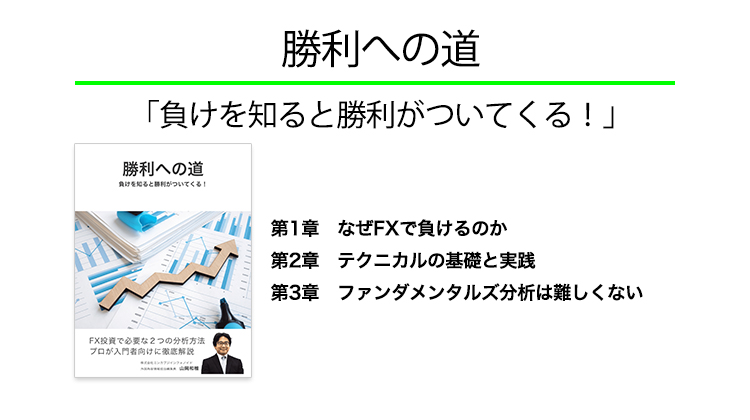 勝利への道
「負けを知ると勝利がついてくる！」
勝利への道
負けを知ると勝利がついてくる！
第1章　なぜFXで負けるのか
第2章　テクニカルの基礎と実践
第3章　ファンダメンタルズ分析は難しくない
FX投資で必要な２つの分析方法
プロが入門者向けに徹底解説
山岡和雅